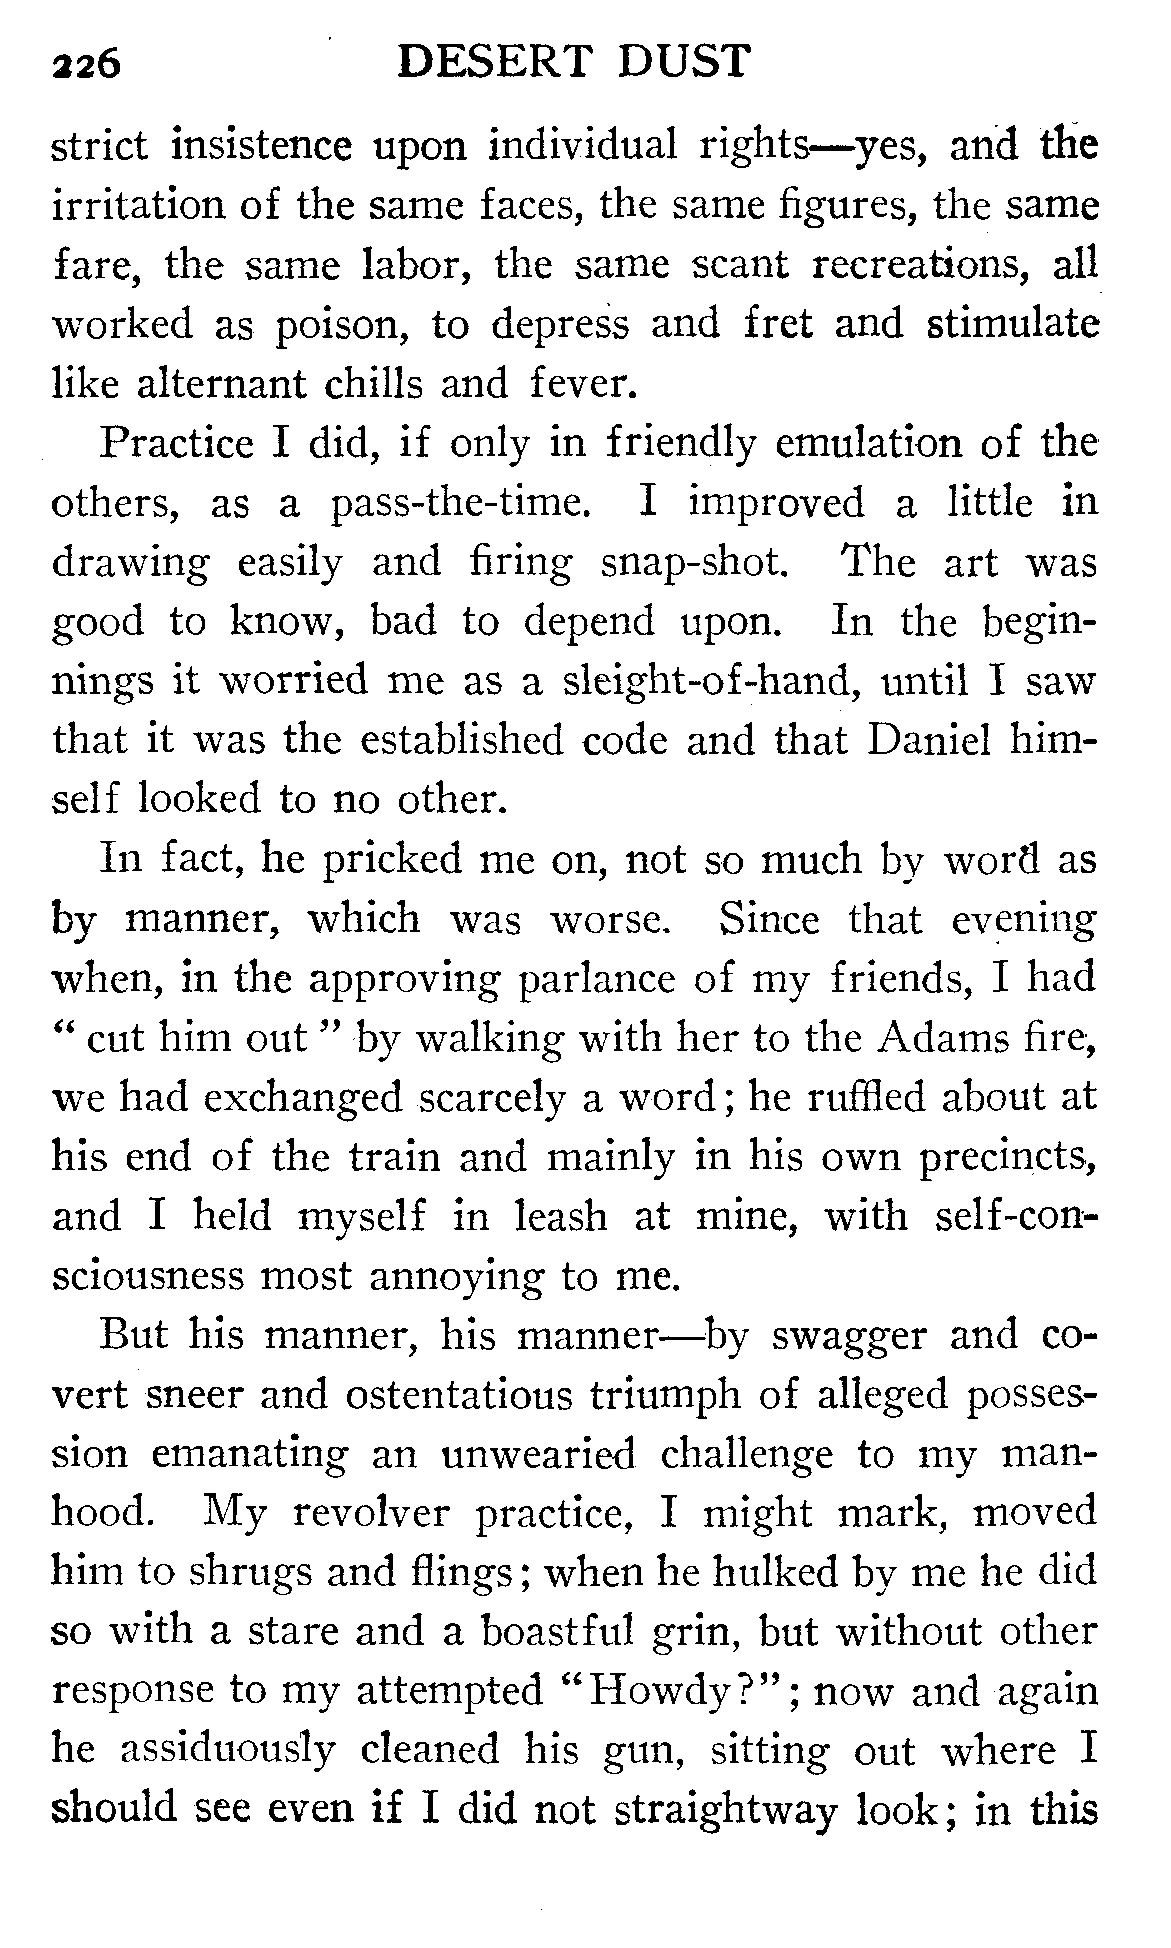 226 DESERT DUST
strict insistence upon individual rights—yes, and the
irritation of the same faces, the same figures, the same
fare, the same labor, the same scant recreations, all
worked as poison, to depress and fret and stimulate
like alternant chills and fever.
Practice I did, if only in friendly emulation of the
others, as a pass-the-time. I improved a little in
drawing easily and firing snap-shot. The art was
good to know, bad to depend upon. In the begin-
nings it worried me as a sleight-of-hand, until I saw
that it was the established code and that Daniel him-
self looked to no other.
In fact, he pricked me on, not so much by word as
by manner, which was worse. Since that evening
when, in the approving parlance of my friends, I had
“ cut him out ” by walking with her to the Adams fire,
we had exchanged scarcely a word; he ruffled about at
his end of the train and mainly in his own precincts,
and I held myself in leash at mine, with self-con-
sciousness most annoying to me.
But his manner, his manner—by swagger and co-
vert sneer and ostentatious triumph of alleged posses-
sion emanating an unwearied challenge to my man-
hood. My revolver practice, I might mark, moved
him to shrugs and flings; when he hulked by me he did
so with a stare and a boastful grin, but without other
response to my attempted “Howdy?”; now and again
he assiduously cleaned his gun, sitting out where I
should see even if I did not straightway look; in this